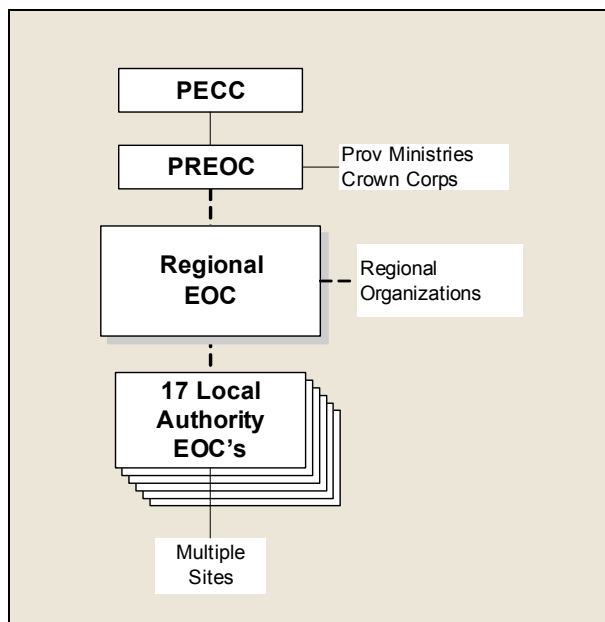 PECC
PREOC
Prov Ministries
Crown Corps
Regional
EOC
Regional
Organizations
17 Local
Authority
EOC's
Multiple
Sites